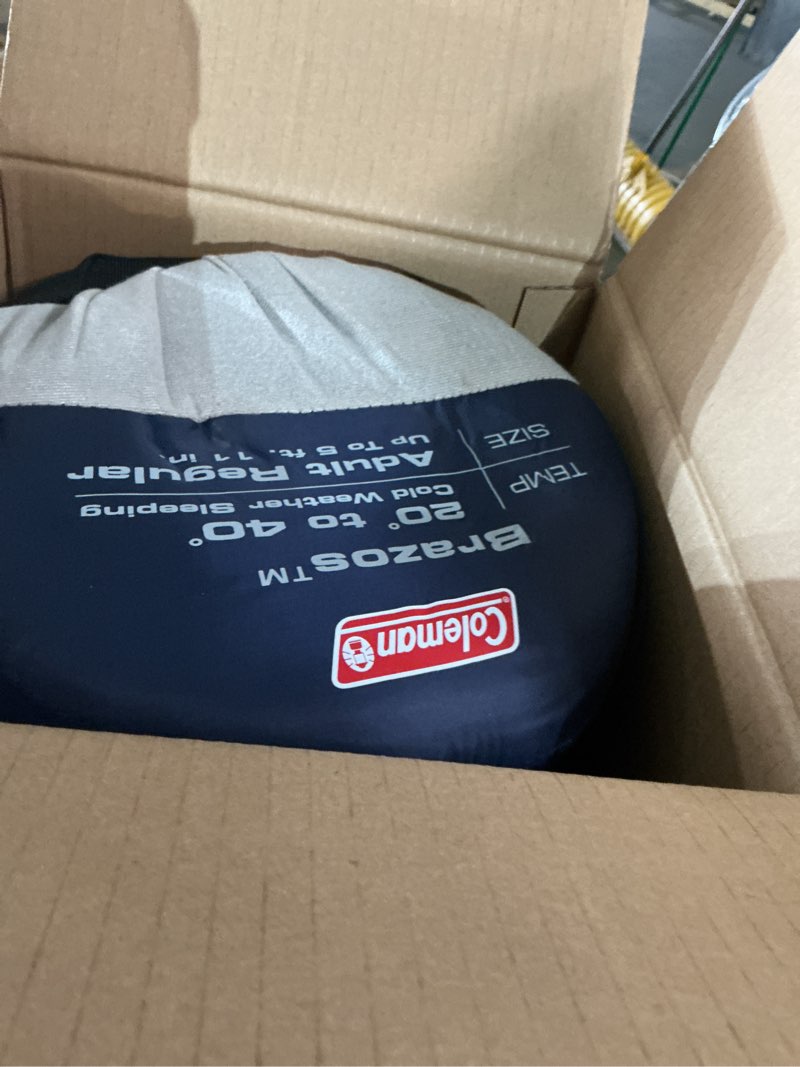 Coleman®
Brazos™
20° to 40°
TEMP
Cold Weather Sleeping
Adult Regular
SIZE
Up To 5 ft. 11 in.